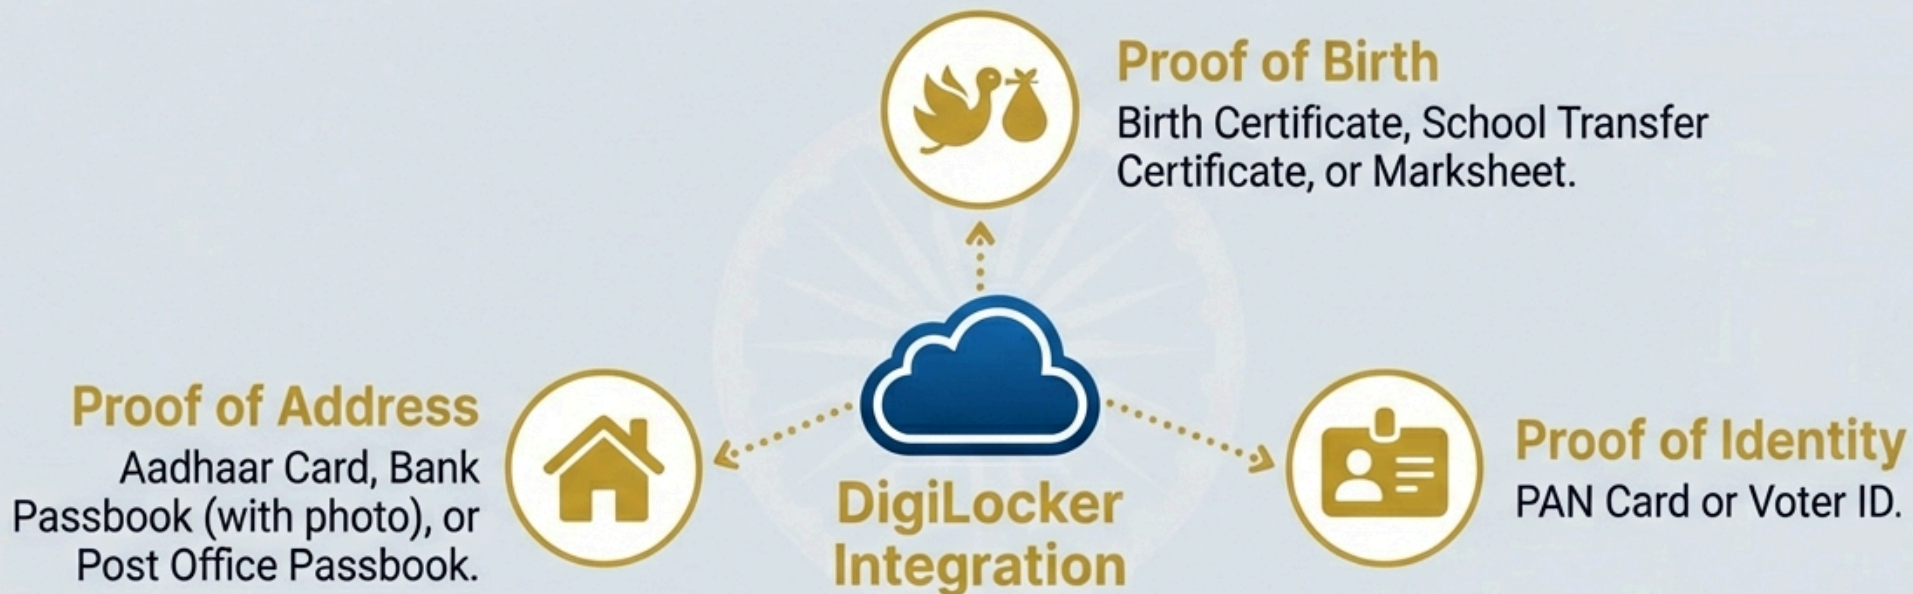 Proof of Birth
Birth Certificate, School Transfer
Certificate, or Marksheet.
Proof of Address
Aadhaar Card, Bank
Passbook (with photo), or
Post Office Passbook.
DigiLocker
Integration
Proof of Identity
PAN Card or Voter ID.